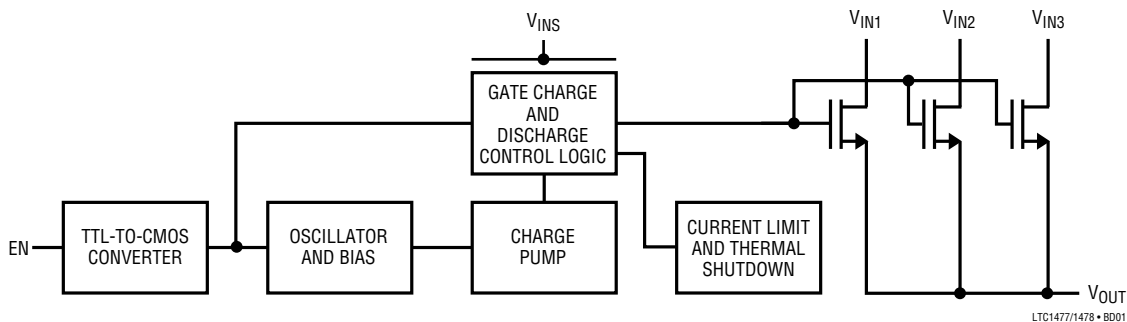 VINS
VIN1
VIN2
VIN3
GATE CHARGE
AND
DISCHARGE
CONTROL LOGIC
EN
TTL-TO-CMOS
CONVERTER
OSCILLATOR
AND BIAS
CHARGE
PUMP
CURRENT LIMIT
AND THERMAL
SHUTDOWN
VOUT
LTC1477/1478 • BD01